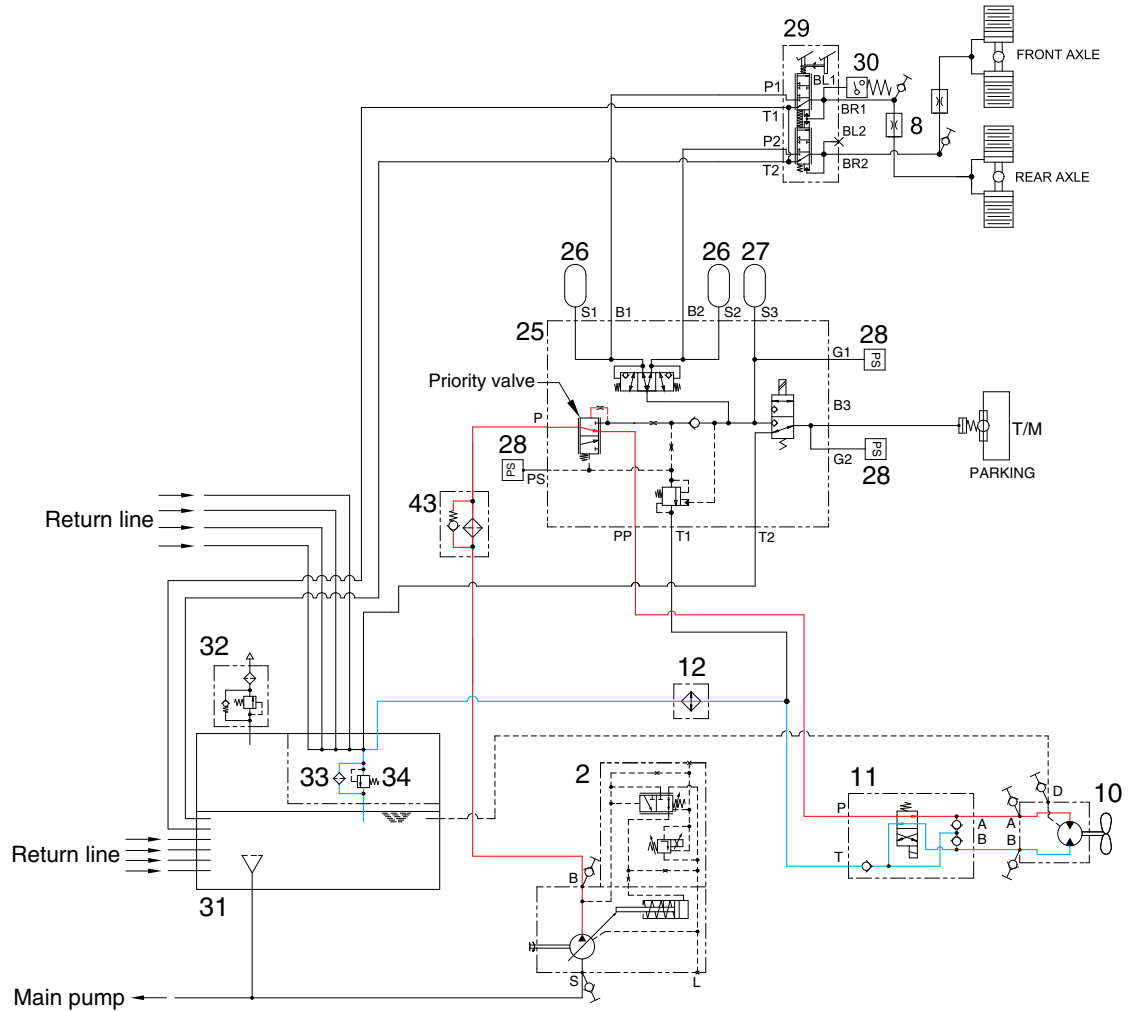 29
30
FRONT AXLE
P1
BL1
T1
BR1
8
P2
BL2
T2
BR2
REAR AXLE
26
26
27
S1
B1
B2
S2
S3
25
28
G1
PS
Priority valve
B3
P
T/M
28
PS
PS
G2
PS
28
PARKING
43
Return line
PP
T1
T2
32
12
33
34
2
11
D
10
P
A
A
B
B
T
Return line
B
31
S
L
Main pump